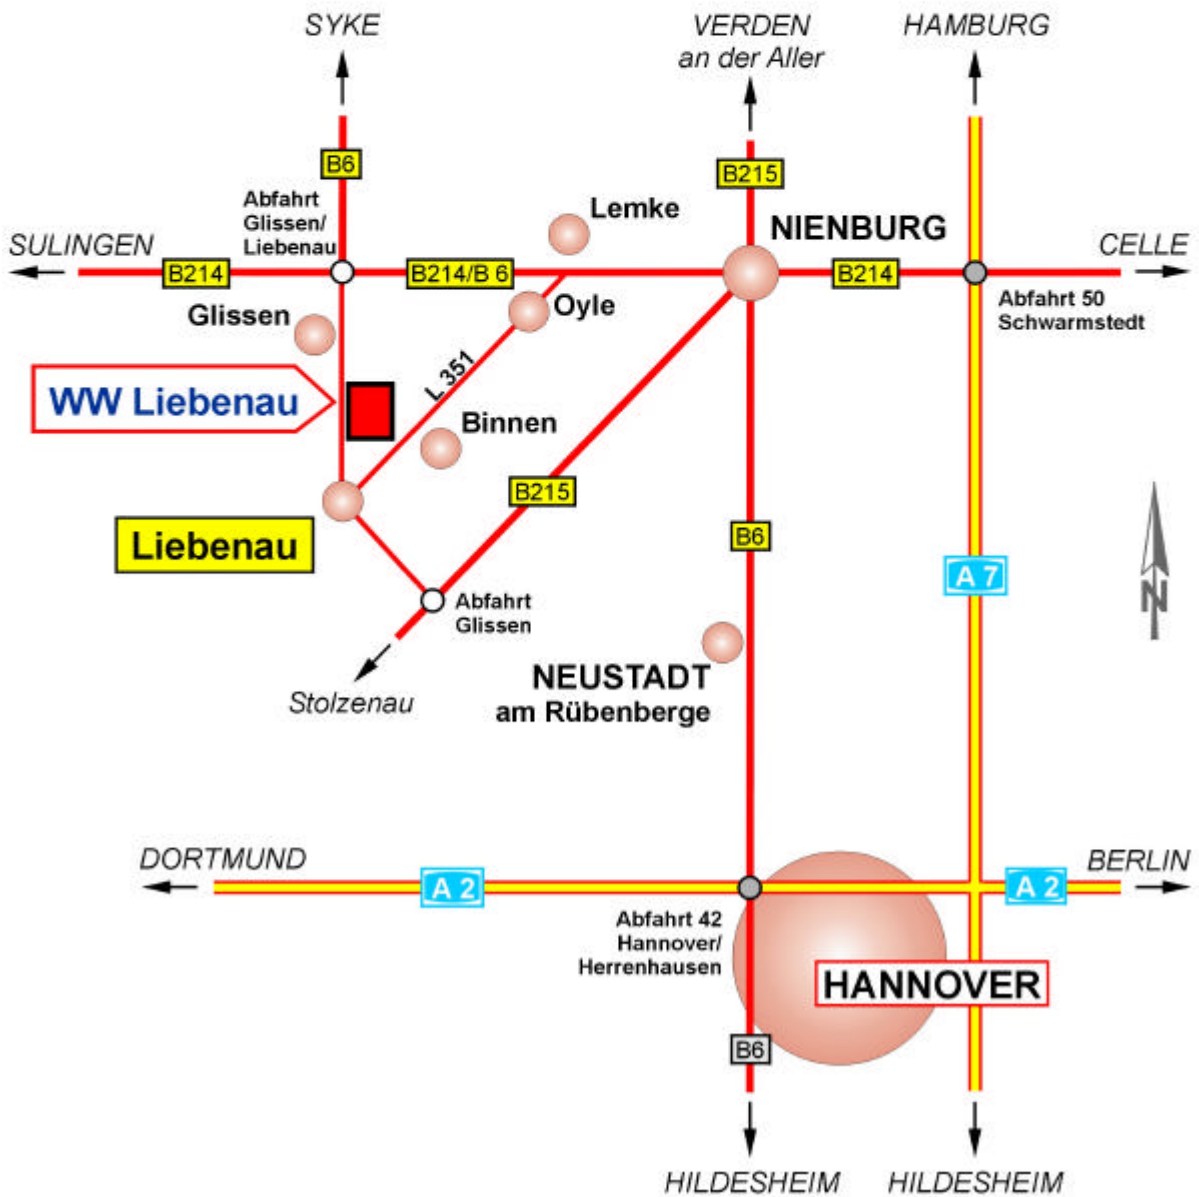 SYKE
VERDEN
an der Aller
HAMBURG
B6
B215
Abfahrt
Glissen/
Liebenau
Lemke
NIENBURG
SULINGEN
CELLE
B214
B214/B 6
B214
Glissen
Oyle
Abfahrt 50
Schwarmstedt
L 351
WW Liebenau
Binnen
B215
Liebenau
B6
A 7
N
Abfahrt
Glissen
NEUSTADT
am Rübenberge
Stolzenau
DORTMUND
BERLIN
A 2
A 2
Abfahrt 42
Hannover/
Herrenhausen
HANNOVER
B6
HILDESHEIM
HILDESHEIM